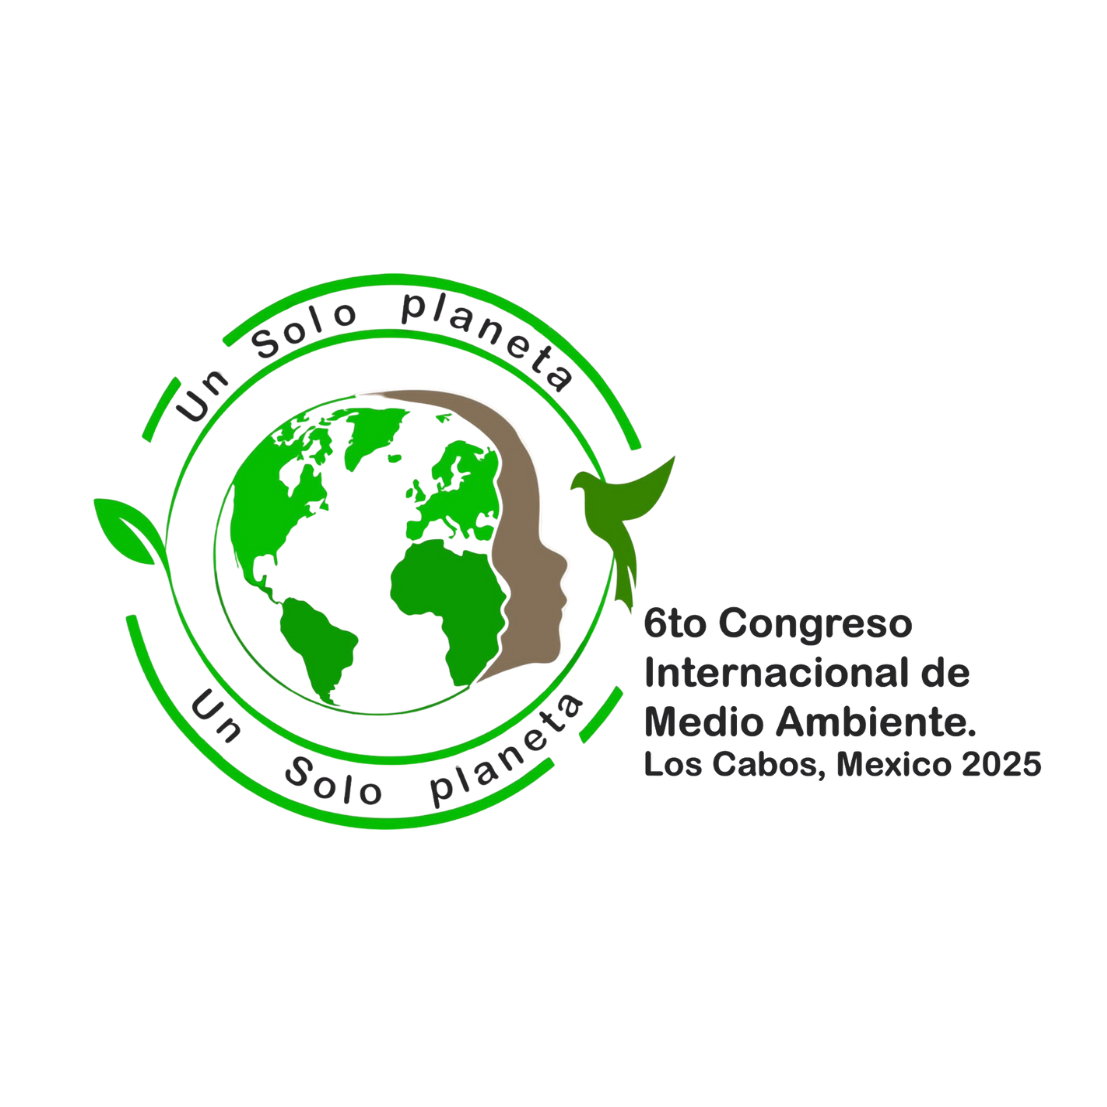 Un Solo planeta
Un Solo planeta
6to Congreso
Internacional de
Medio Ambiente.
Los Cabos, Mexico 2025